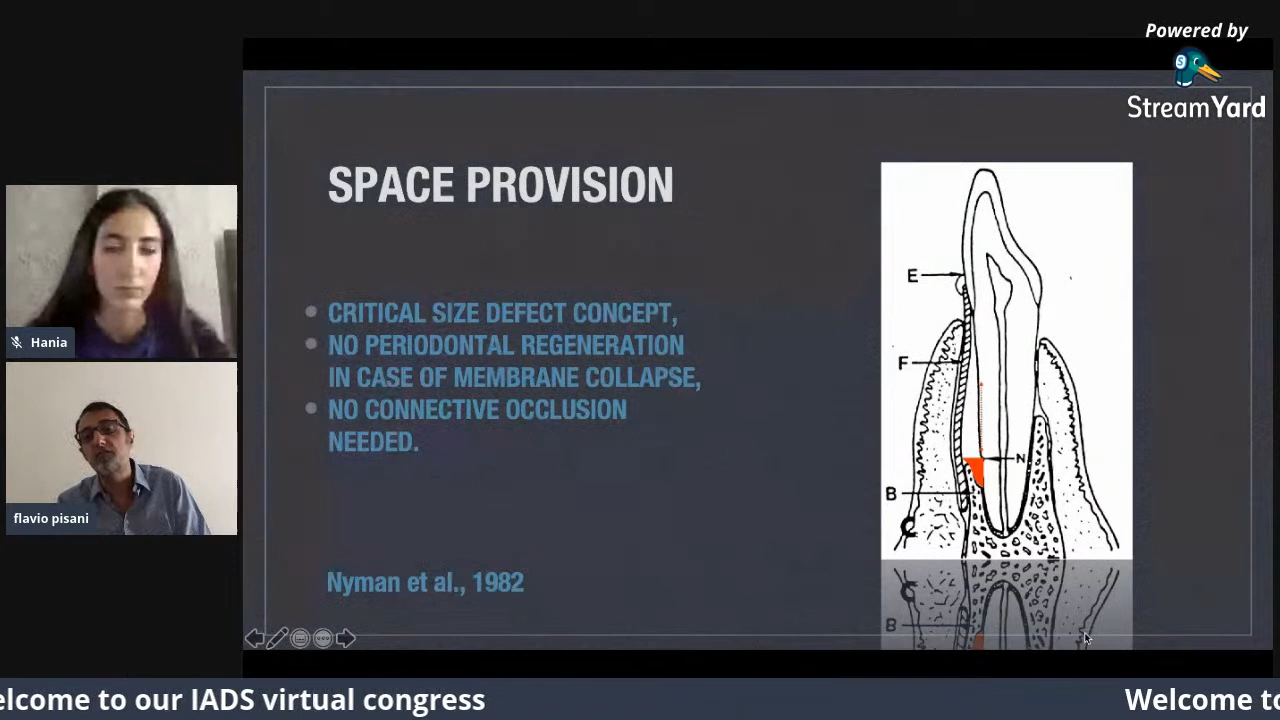 Powered by
StreamYard
SPACE PROVISION
CRITICAL SIZE DEFECT CONCEPT,
NO PERIODONTAL REGENERATION
IN CASE OF MEMBRANE COLLAPSE,
NO CONNECTIVE OCCLUSION
NEEDED.
Nyman et al., 1982
E
F
N
B
C
C
B
Hania
flavio pisani
elcome to our IADS virtual congress
Welcome to